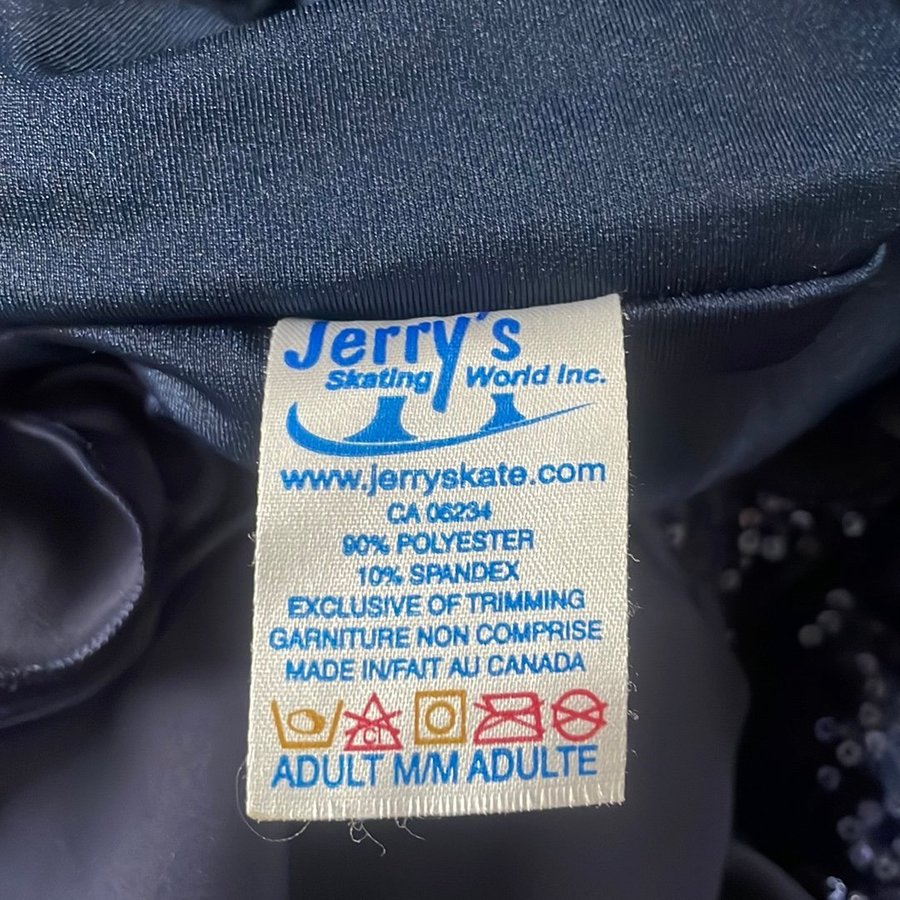 Jerry's
Skating World Inc.
www.jerryskate.com
CA 06234
90% POLYESTER
10% SPANDEX
EXCLUSIVE OF TRIMMING
GARNITURE NON COMPRISE
MADE IN/FAIT AU CANADA
Cl
ADULT M/M ADULTE